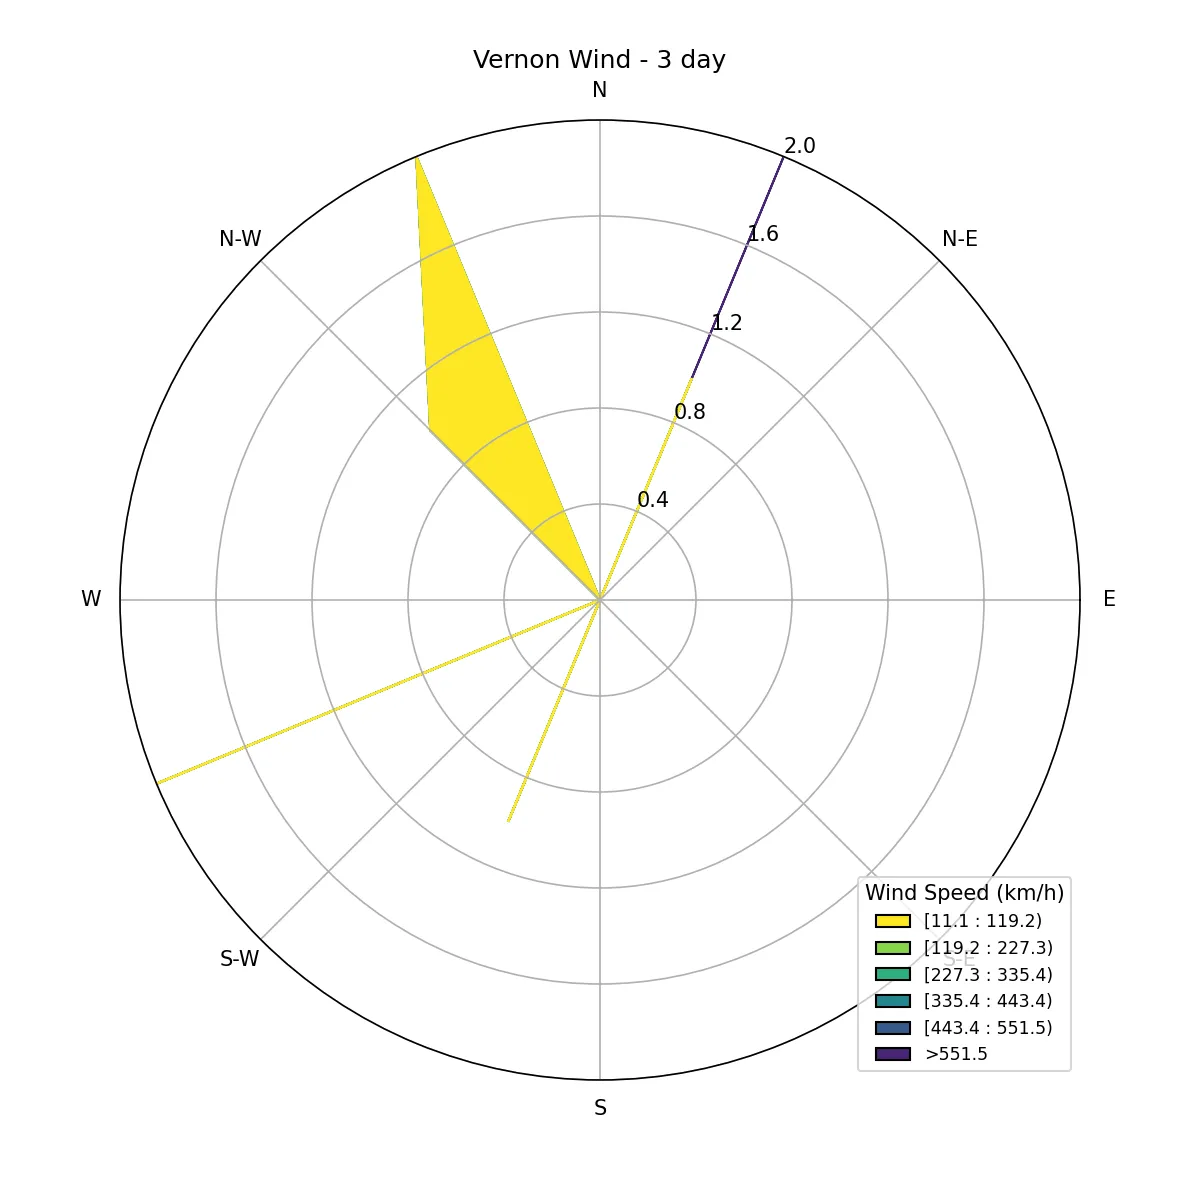 Vernon Wind - 3 day
N
2.0
N-W
1.6
N-E
1.2
0.8
0.4
W
E
S-W
S-E
S
Wind Speed (km/h)
[11.1 : 119.2)
[119.2 : 227.3)
[227.3 : 335.4)
[335.4 : 443.4)
[443.4 : 551.5)
>551.5